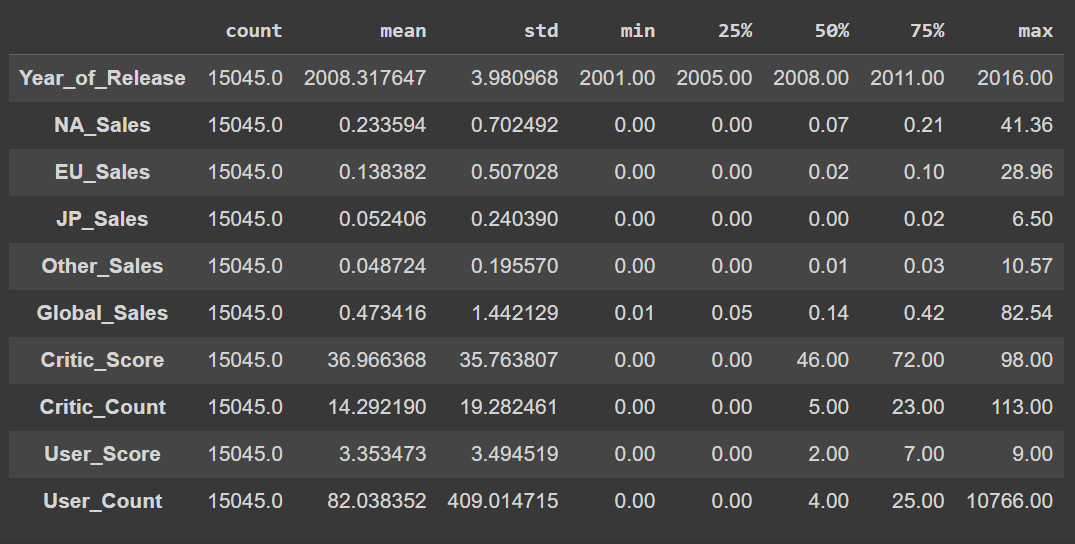 count mean std min 25% 50% 75% max
Year_of_Release 15045.0 2008.317647 3.980968 2001.00 2005.00 2008.00 2011.00 2016.00
NA_Sales 15045.0 0.233594 0.702492 0.00 0.00 0.07 0.21 41.36
EU_Sales 15045.0 0.138382 0.507028 0.00 0.00 0.02 0.10 28.96
JP_Sales 15045.0 0.052406 0.240390 0.00 0.00 0.00 0.02 6.50
Other_Sales 15045.0 0.048724 0.195570 0.00 0.00 0.01 0.03 10.57
Global_Sales 15045.0 0.473416 1.442129 0.01 0.05 0.14 0.42 82.54
Critic_Score 15045.0 36.966368 35.763807 0.00 0.00 46.00 72.00 98.00
Critic_Count 15045.0 14.292190 19.282461 0.00 0.00 5.00 23.00 113.00
User_Score 15045.0 3.353473 3.494519 0.00 0.00 2.00 7.00 9.00
User_Count 15045.0 82.038352 409.014715 0.00 0.00 4.00 25.00 10766.00